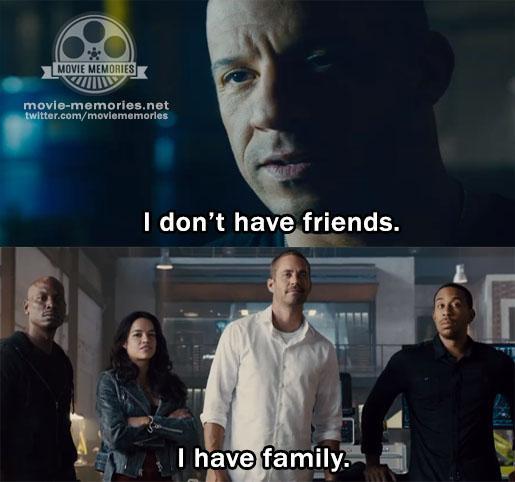 MOVIE MEMORIES
movie-memories.net
twitter.com/moviememories
I don't have friends.
I have family.